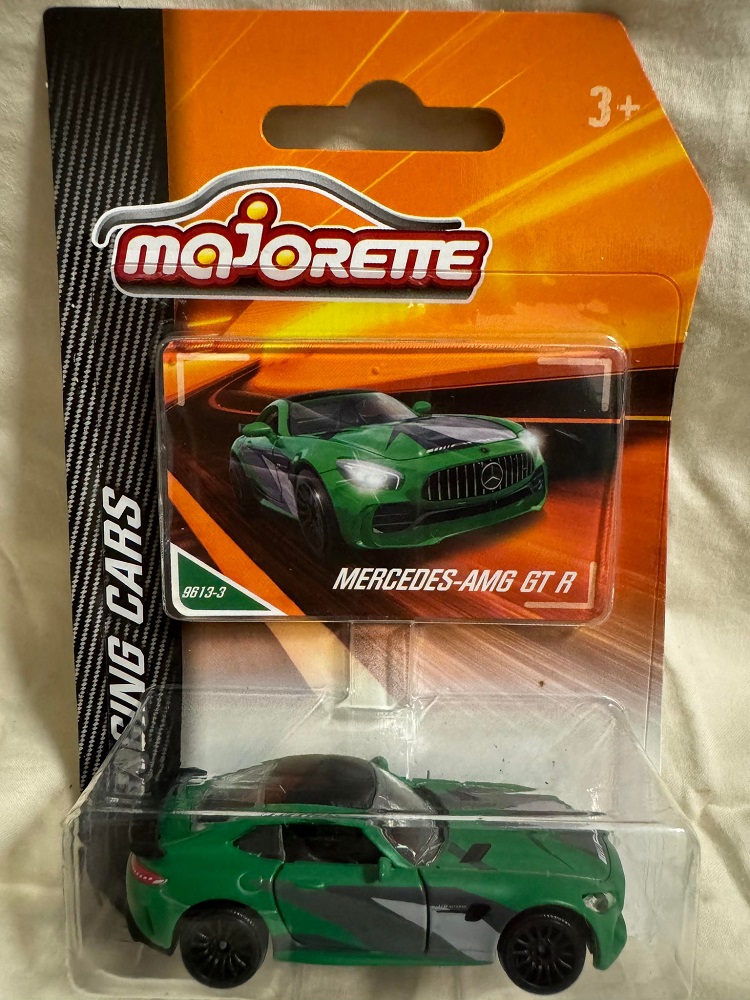 3+
majorette
CING CARS
9613-3
MERCEDES-AMG GT R